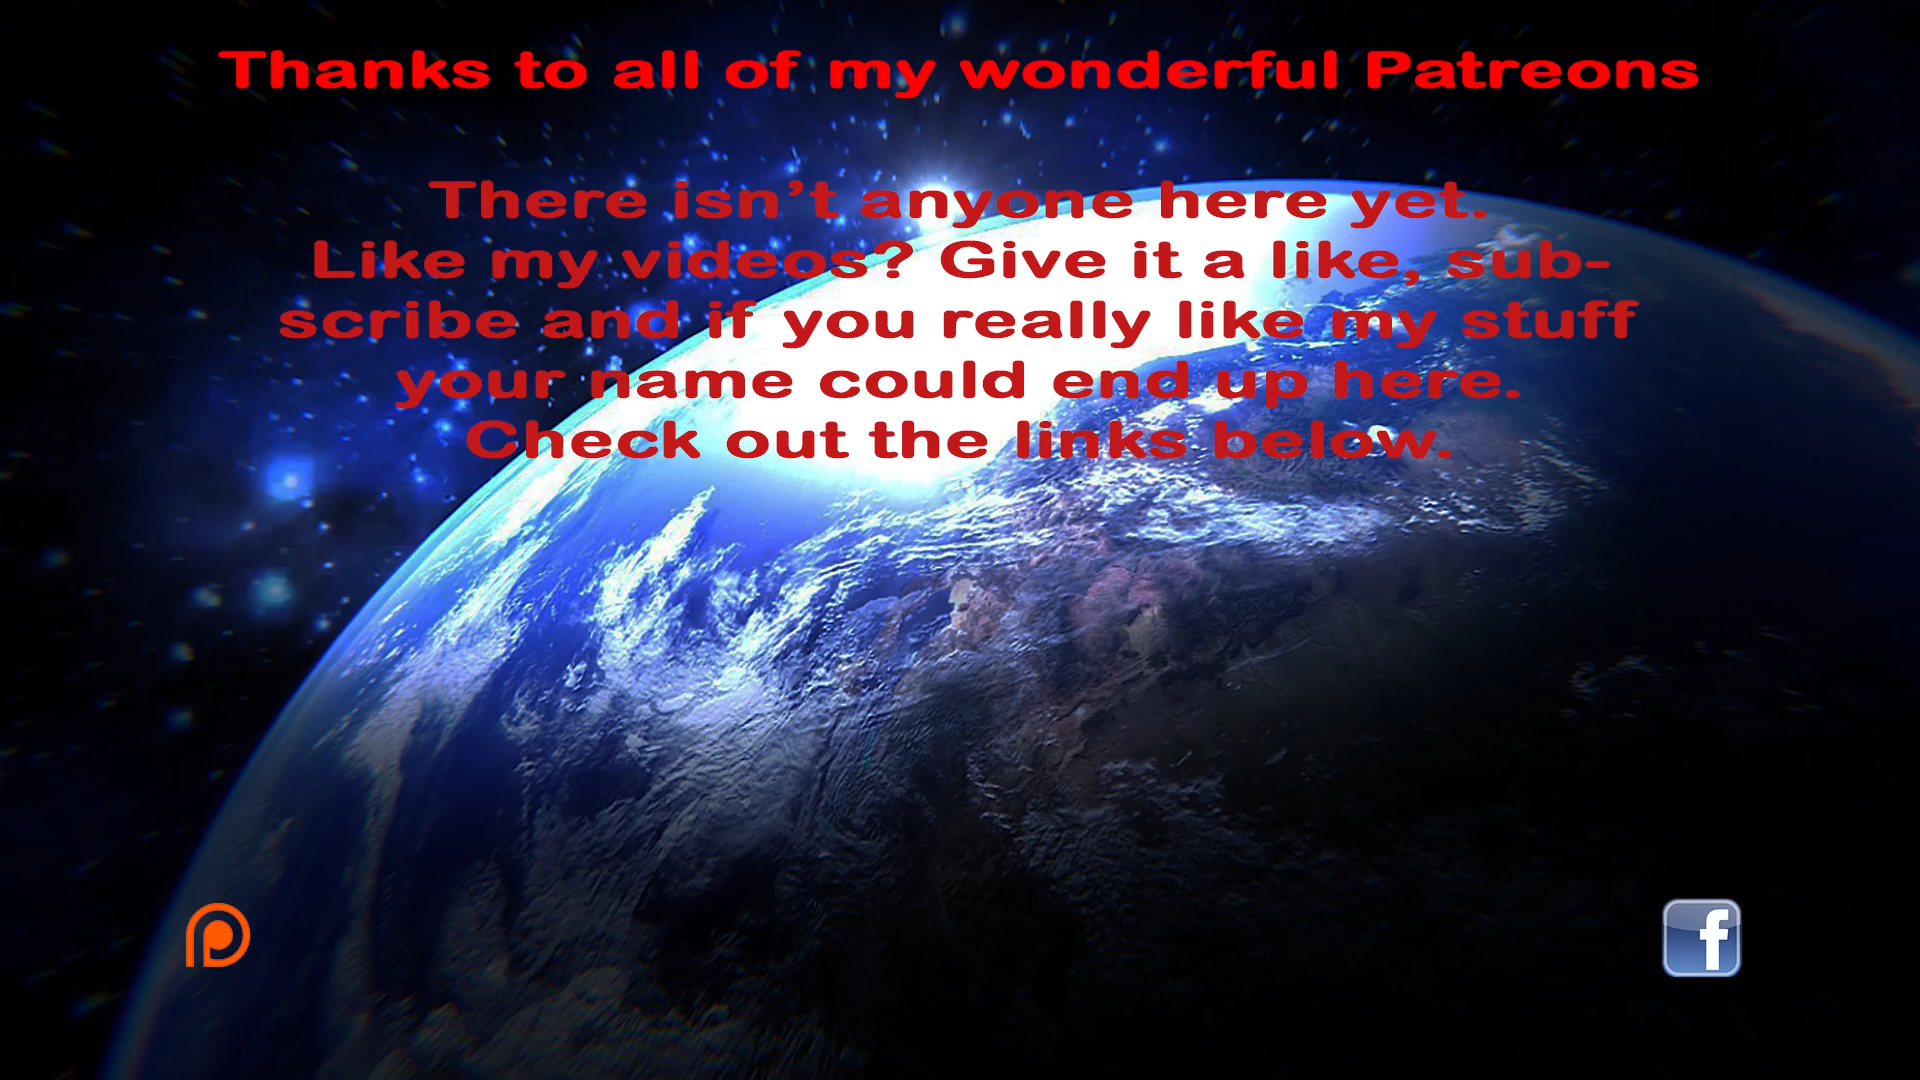 Thanks to all of my wonderful Patreons
There isn’t anyone here yet.
Like my videos? Give it a like, sub-
scribe and if you really like my stuff
your name could end up here.
Check out the links below.